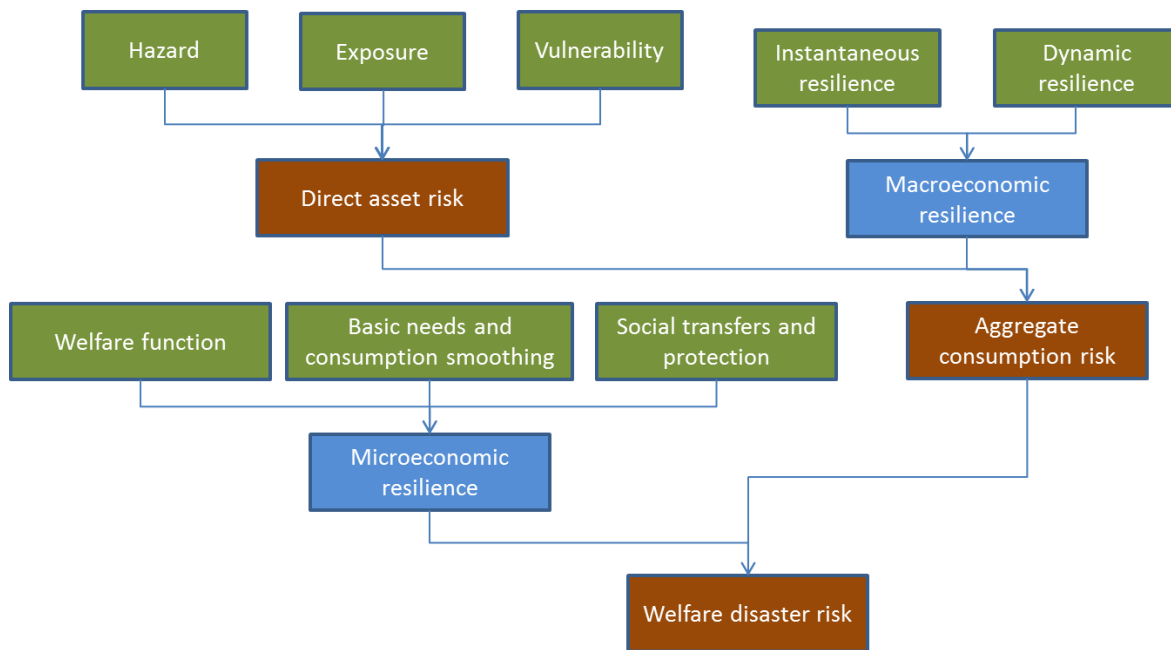 Hazard
Exposure
Vulnerability
Instantaneous
resilience
Dynamic
resilience
Direct asset risk
Macroeconomic
resilience
Welfare function
Basic needs and
consumption smoothing
Social transfers and
protection
Aggregate
consumption risk
Microeconomic
resilience
Welfare disaster risk